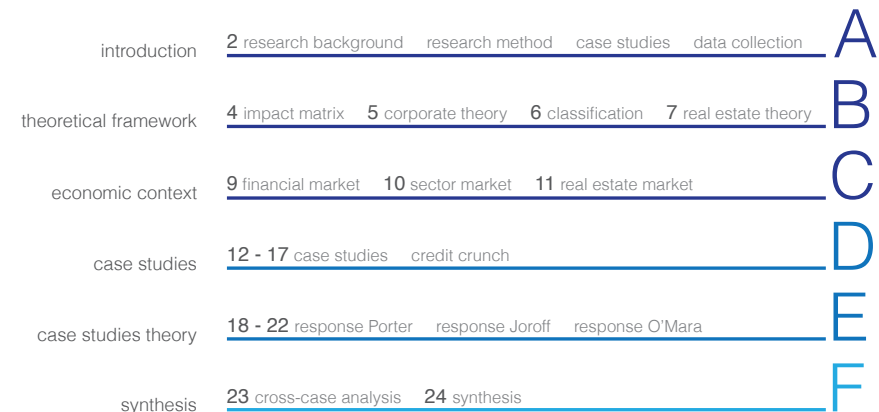 introduction 2 research background research method case studies data collection A
theoretical framework 4 impact matrix 5 corporate theory 6 classification 7 real estate theory B
economic context 9 financial market 10 sector market 11 real estate market C
case studies 12 - 17 case studies credit crunch D
case studies theory 18 - 22 response Porter response Joroff response O’Mara E
synthesis 23 cross-case analysis 24 synthesis F